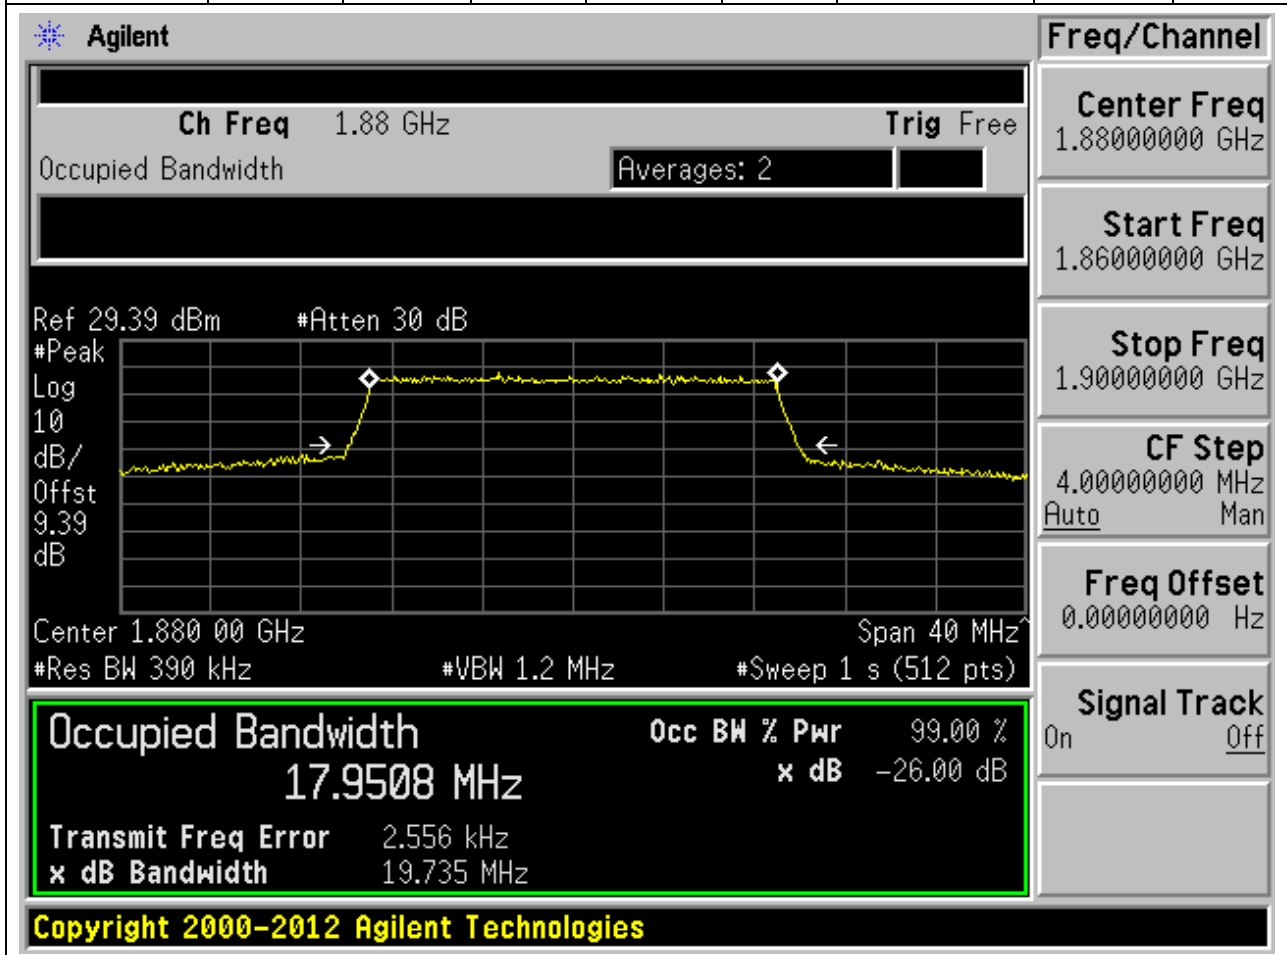 Agilent
Freq/Channel
Ch Freq 1.88 GHz Trig Free
Occupied Bandwidth Averages: 2
Center Freq
1.88000000 GHz
Start Freq
1.86000000 GHz
Stop Freq
1.90000000 GHz
CF Step
4.00000000 MHz
Auto Man
Freq Offset
0.00000000 Hz
Signal Track
On Off
Ref 29.39 dBm #Atten 30 dB
#Peak
Log
10
dB/
Offst
9.39
dB
Center 1.880 00 GHz Span 40 MHz^
#Res BW 390 kHz #VBW 1.2 MHz #Sweep 1 s (512 pts)
Occupied Bandwidth Occ BW % Pwr 99.00 %
17.9508 MHz x dB -26.00 dB
Transmit Freq Error 2.556 kHz
x dB Bandwidth 19.735 MHz
Copyright 2000-2012 Agilent Technologies